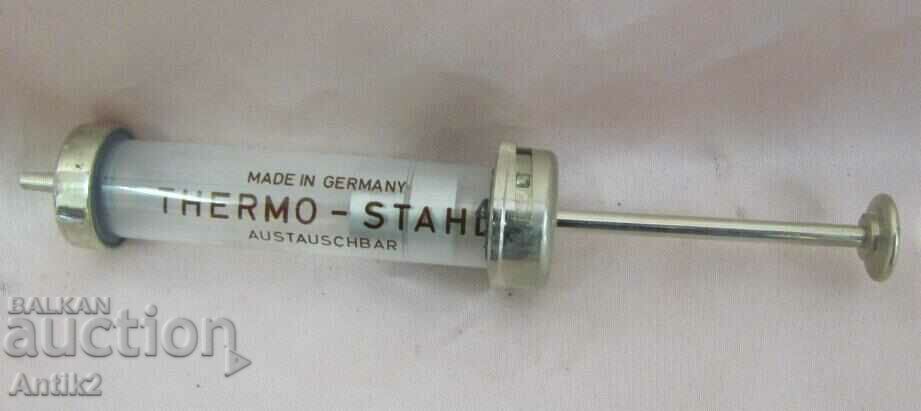 MADE IN GERMANY
THERMO - STAHL
AUSTAUSCHBAR
BALKAN
auction
Antik2